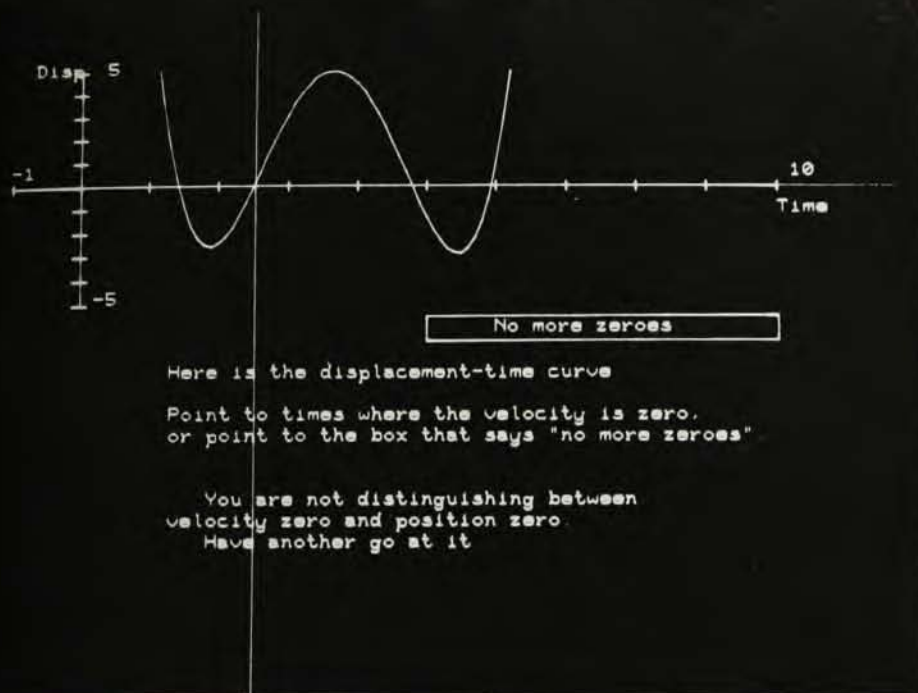 Disp 5
-1
10
Time
-5
No more zeroes
Here is the displacement-time curve
Point to times where the velocity is zero,
or point to the box that says "no more zeroes".
You are not distinguishing between
velocity zero and position zero.
Have another go at it